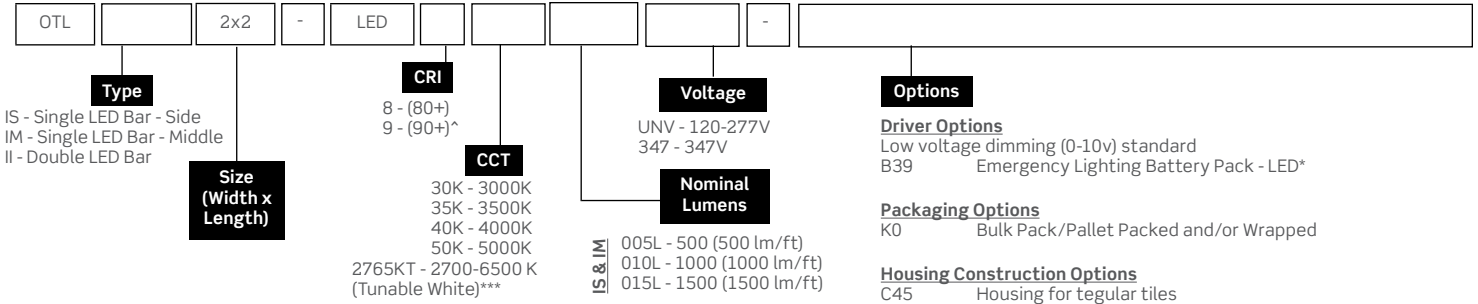 OTL 2x2 - LED -
Type
IS - Single LED Bar - Side
IM - Single LED Bar - Middle
II - Double LED Bar
Size
(Width x
Length)
CRI
8 - (80+)
9 - (90+)^
CCT
30K - 3000K
35K - 3500K
40K - 4000K
50K - 5000K
2765KT - 2700-6500 K
(Tunable White)***
Nominal
Lumens
IS & IM
005L - 500 (500 lm/ft)
010L - 1000 (1000 lm/ft)
015L - 1500 (1500 lm/ft)
Voltage
UNV - 120-277V
347 - 347V
Options
Driver Options
Low voltage dimming (0-10v) standard
B39 Emergency Lighting Battery Pack - LED*
Packaging Options
K0 Bulk Pack/Pallet Packed and/or Wrapped
Housing Construction Options
C45 Housing for tegular tiles